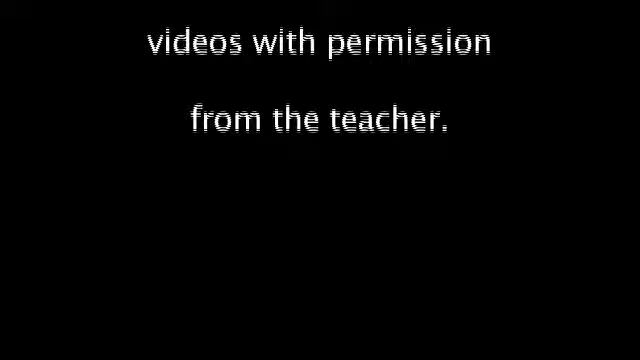 videos with permission
from the teacher.